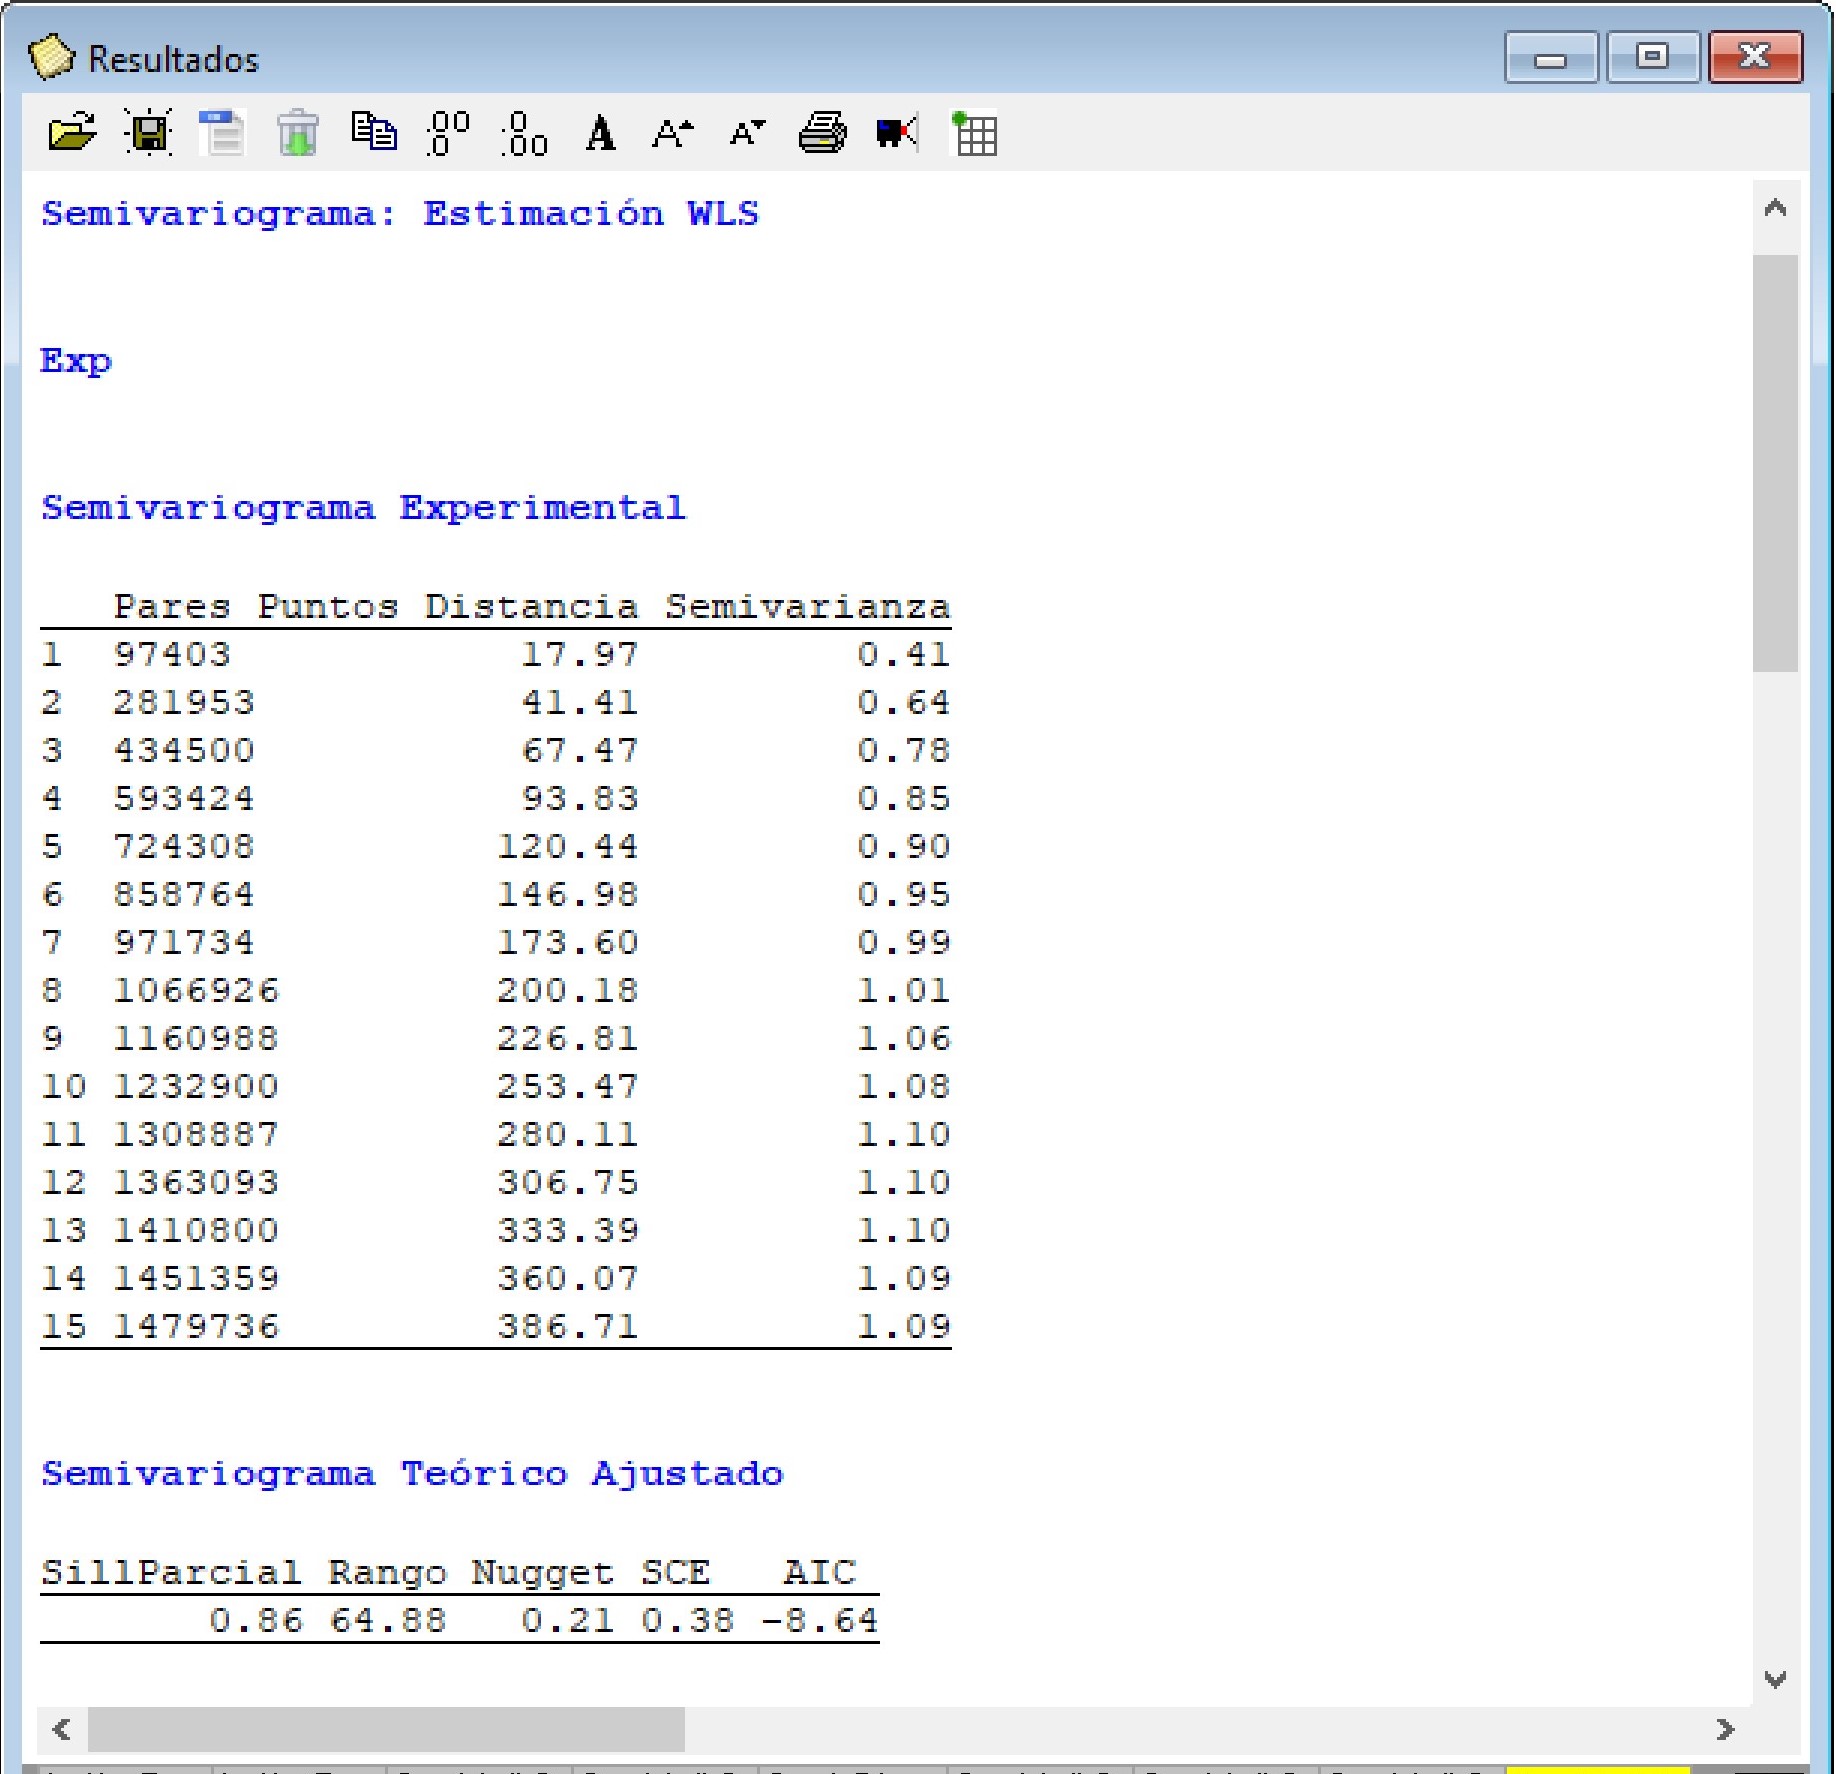 Resultados
Semivariograma: Estimación WLS
Exp
Semivariograma Experimental
Pares Puntos Distancia Semivarianza
1 97403 17.97 0.41
2 281953 41.41 0.64
3 434500 67.47 0.78
4 593424 93.83 0.85
5 724308 120.44 0.90
6 858764 146.98 0.95
7 971734 173.60 0.99
8 1066926 200.18 1.01
9 1160988 226.81 1.06
10 1232900 253.47 1.08
11 1308887 280.11 1.10
12 1363093 306.75 1.10
13 1410800 333.39 1.10
14 1451359 360.07 1.09
15 1479736 386.71 1.09
Semivariograma Teórico Ajustado
SillParcial Rango Nugget SCE AIC
0.86 64.88 0.21 0.38 -8.64